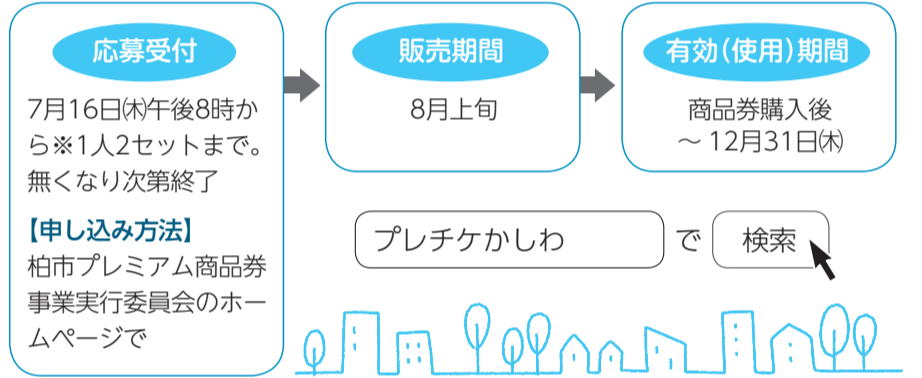 応募受付
7月16日㈭午後8時か
ら※1人2セットまで。
無くなり次第終了
【申し込み方法】
柏市プレミアム商品券
事業実行委員会のホー
ムページで
販売期間
8月上旬
有効(使用)期間
商品券購入後
～12月31日㈭
プレチケかしわ で 検索